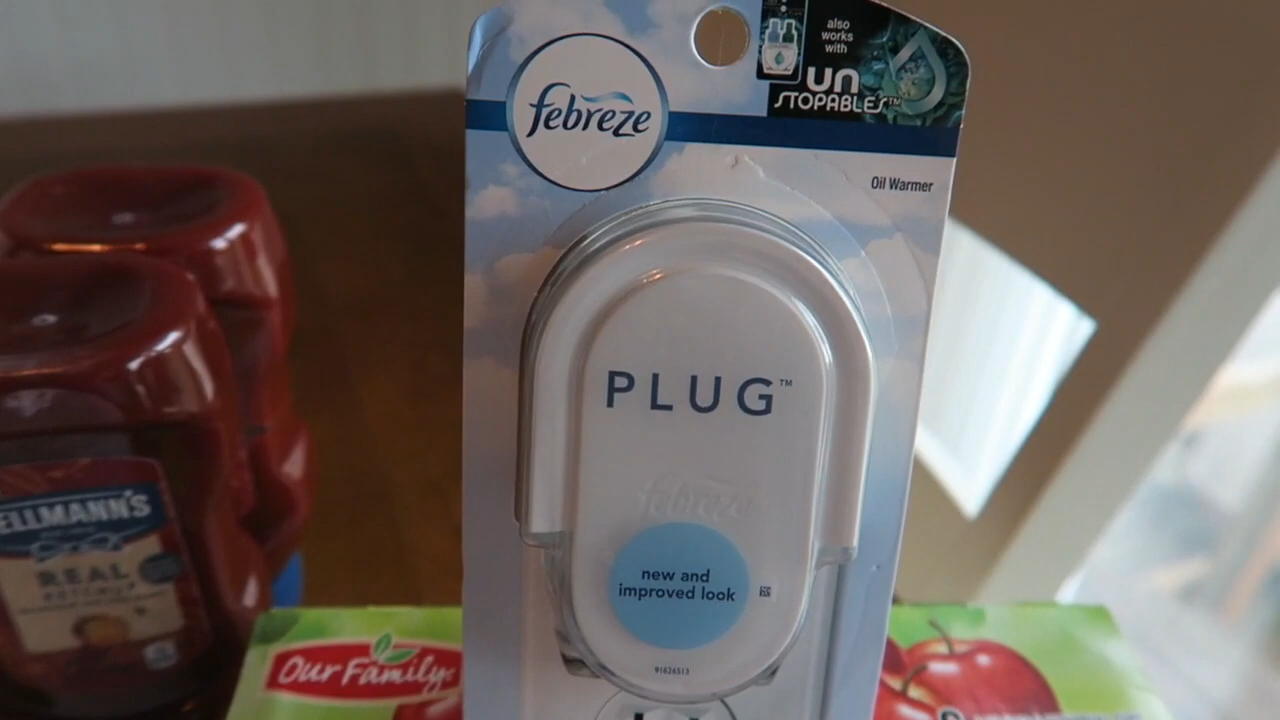 febreze
also
works
with
UN
STOPABLES™
Oil Warmer
PLUG™
febreze
new and
improved look
91626513
ELLMANN'S
REAL
KETCHUP
Our Family